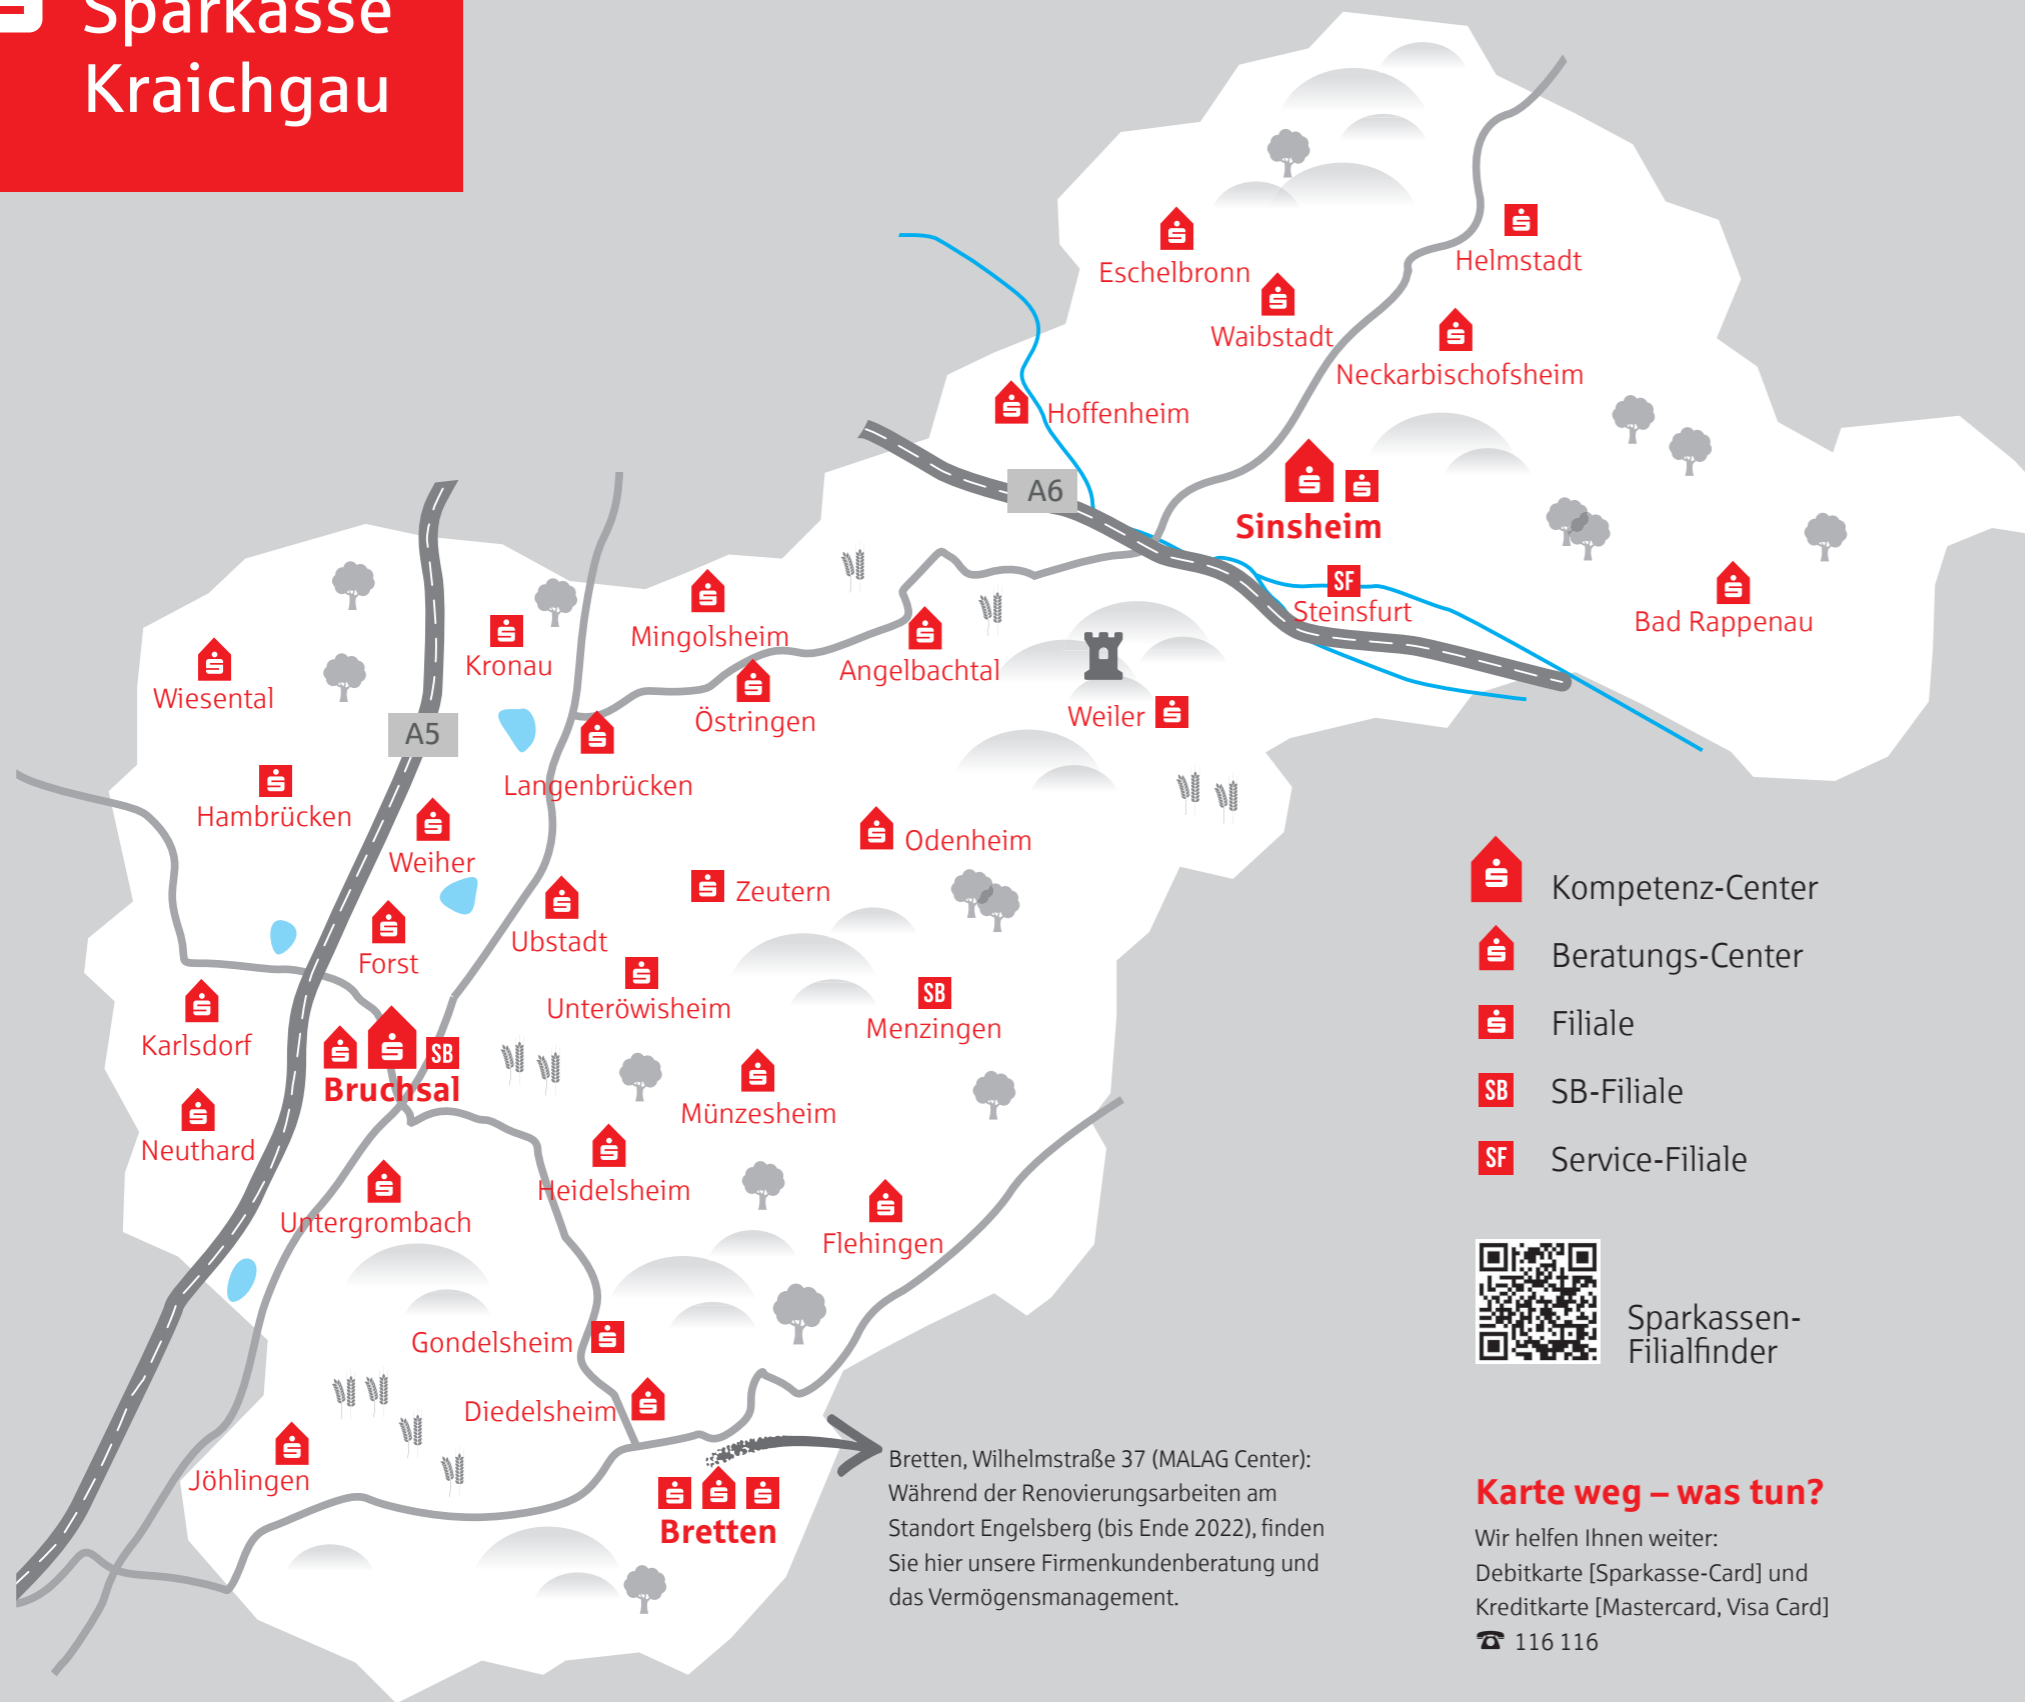 Sparkasse
Kraichgau
Eschelbronn
Helmstadt
Waibstadt
Neckarbischofsheim
Hoffenheim
A6
Sinsheim
SF
Steinsfurt
Bad Rappenau
Mingolsheim
Kronau
Angelbachtal
Wiesental
Östringen
Weiler
A5
Langenbrücken
Hambrücken
Weiher
Odenheim
Zeutern
Ubstadt
Forst
Unteröwisheim
SB
Menzingen
Karlsdorf
SB
Bruchsal
Münzesheim
Neuthard
Heidelsheim
Untergrombach
Flehingen
Gondelsheim
Diedelsheim
Jöhlingen
Bretten
Kompetenz-Center
Beratungs-Center
Filiale
SB SB-Filiale
SF Service-Filiale
Sparkassen-
Filialfinder
Bretten, Wilhelmstraße 37 (MALAG Center):
Während der Renovierungsarbeiten am
Standort Engelsberg (bis Ende 2022), finden
Sie hier unsere Firmenkundenberatung und
das Vermögensmanagement.
Karte weg – was tun?
Wir helfen Ihnen weiter:
Debitkarte [Sparkasse-Card] und
Kreditkarte [Mastercard, Visa Card]
☎ 116 116